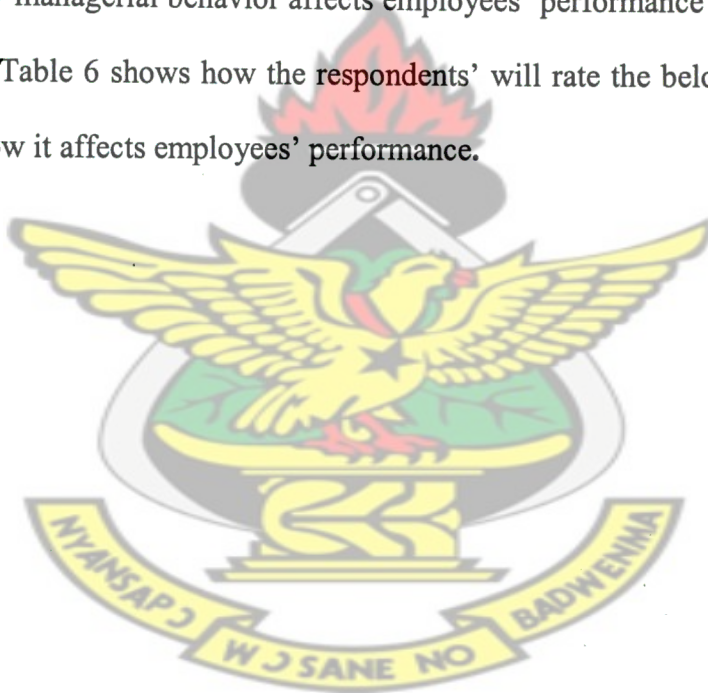 managerial behavior affects employees' performance
Table 6 shows how the respondents' will rate the belo
w it affects employees' performance.
NYANSAPƆ
WƆSANE NO
BADWENMA